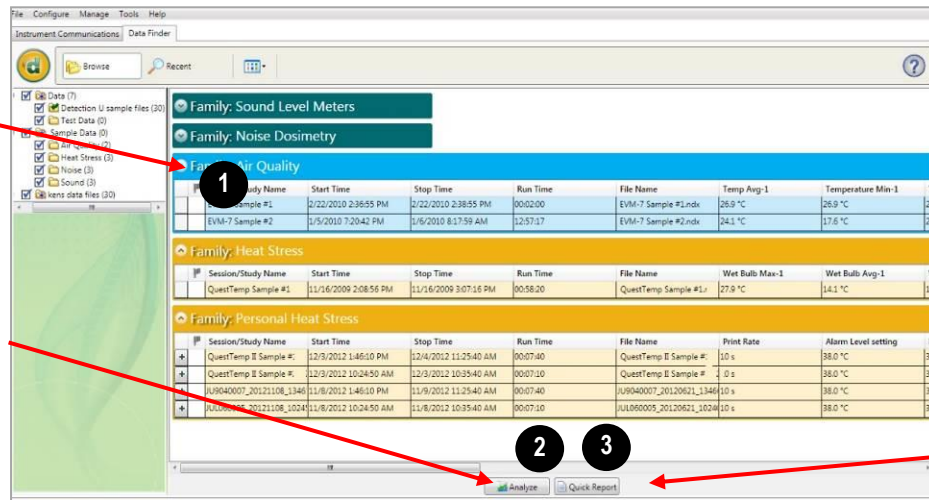 File Configure Manage Tools Help
Instrument Communications Data Finder
d Browse Recent ?
Data (7)
Detection U sample files (30)
Test Data (0)
Sample Data (0)
Air Quality (2)
Heat Stress (3)
Noise (3)
Sound (3)
kens data files (30)
Family: Sound Level Meters
Family: Noise Dosimetry
Family: Air Quality
1
Study Name Start Time Stop Time Run Time File Name Temp Avg-1 Temperature Min-1
Sample #1 2/22/2010 2:36:55 PM 2/22/2010 2:38:55 PM 00:02:00 EVM-7 Sample #1.ndx 26.9 °C 26.9 °C
EVM-7 Sample #2 1/5/2010 7:20:42 PM 1/6/2010 8:17:59 AM 12:57:17 EVM-7 Sample #2.ndx 24.1 °C 17.6 °C
Family: Heat Stress
Session/Study Name Start Time Stop Time Run Time File Name Wet Bulb Max-1 Wet Bulb Avg-1
QuestTemp Sample #1 11/16/2009 2:08:56 PM 11/16/2009 3:07:16 PM 00:58:20 QuestTemp Sample #1.r 27.9 °C 14.1 °C
Family: Personal Heat Stress
Session/Study Name Start Time Stop Time Run Time File Name Print Rate Alarm Level setting
QuestTemp II Sample #: 12/3/2012 1:46:10 PM 12/4/2012 11:25:40 AM 00:07:40 QuestTemp II Sample #: 10 s 38.0 °C
QuestTemp II Sample #. 12/3/2012 10:24:50 AM 12/3/2012 10:35:40 AM 00:07:10 QuestTemp II Sample # 0 s 38.0 °C
JU9040007_20121108_1346 11/8/2012 1:46:10 PM 11/9/2012 11:25:40 AM 00:07:40 JU9040007_20120621_1346 10 s 38.0 °C
JUL060005_20121108_1024 11/8/2012 10:24:50 AM 11/8/2012 10:35:40 AM 00:07:10 JUL060005_20120621_1024 10 s 38.0 °C
2 3
Analyze Quick Report